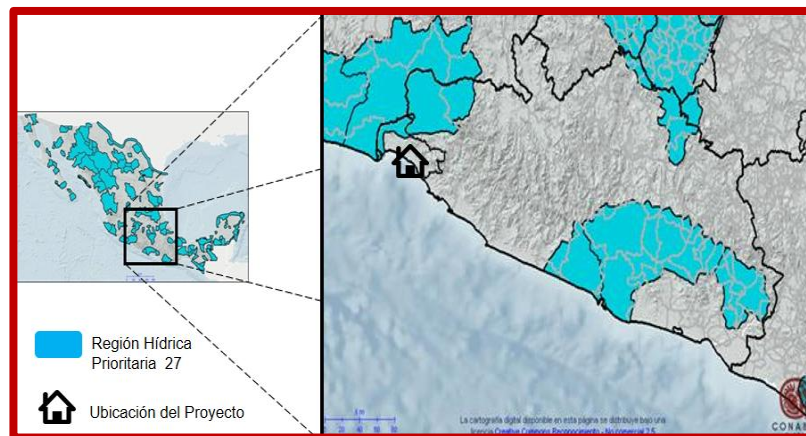 Región Hídrica
Prioritaria 27
Ubicación del Proyecto
La cartografía digital disponible en esta página se distribuye bajo una
licencia Creative Commons Reconocimiento - No comercial 2.5
CONA